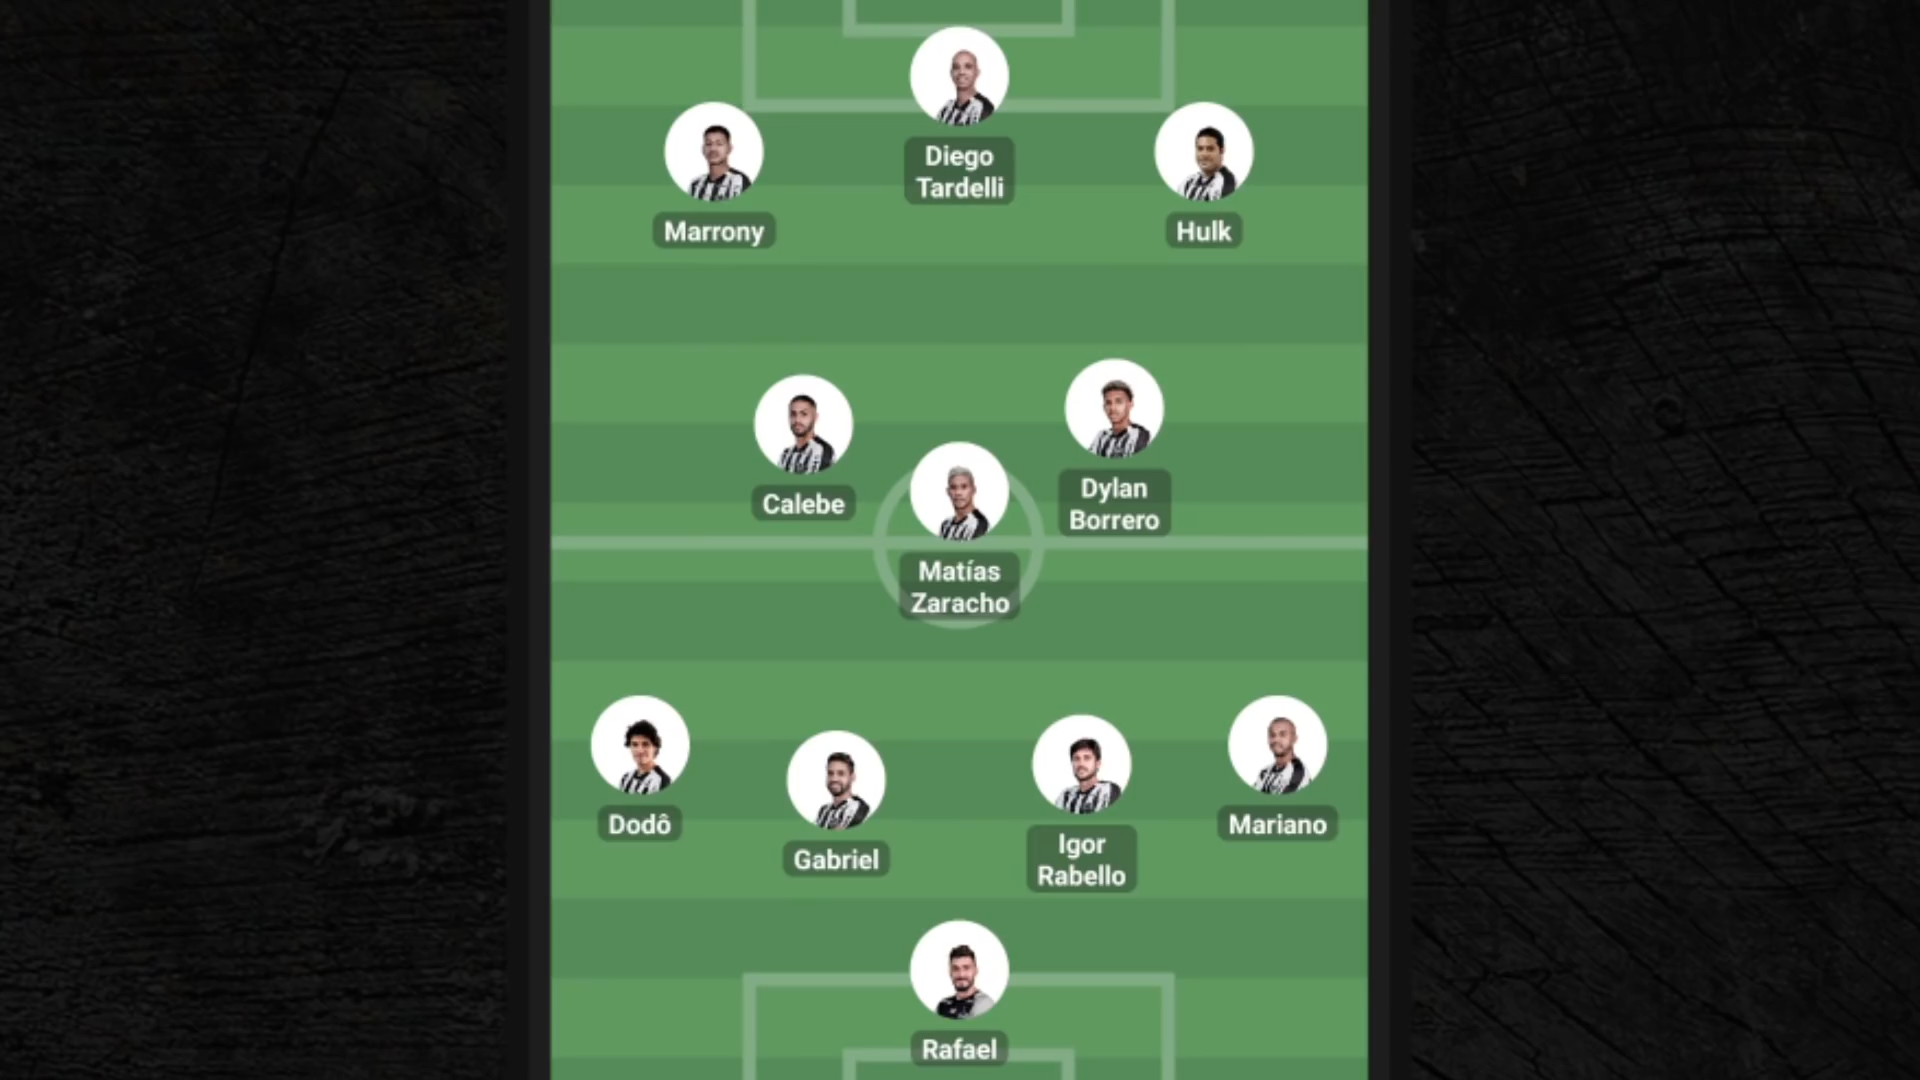 Diego
Tardelli
Marrony
Hulk
Calebe
Dylan
Borrero
Matías
Zaracho
Dodô
Gabriel
Igor
Rabello
Mariano
Rafael